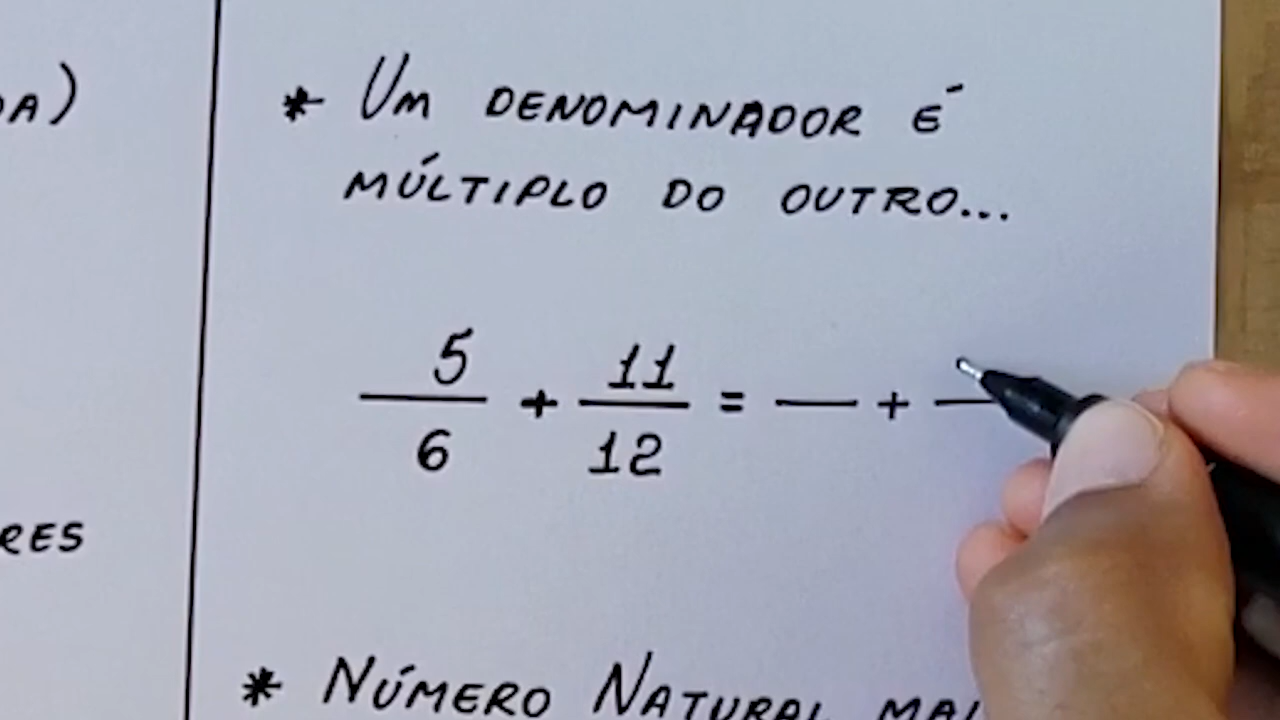 * Um DENOMINADOR É
MÚLTIPLO DO OUTRO...
5/6 + 11/12 = — + —
RES
* NÚMERO NATURAL